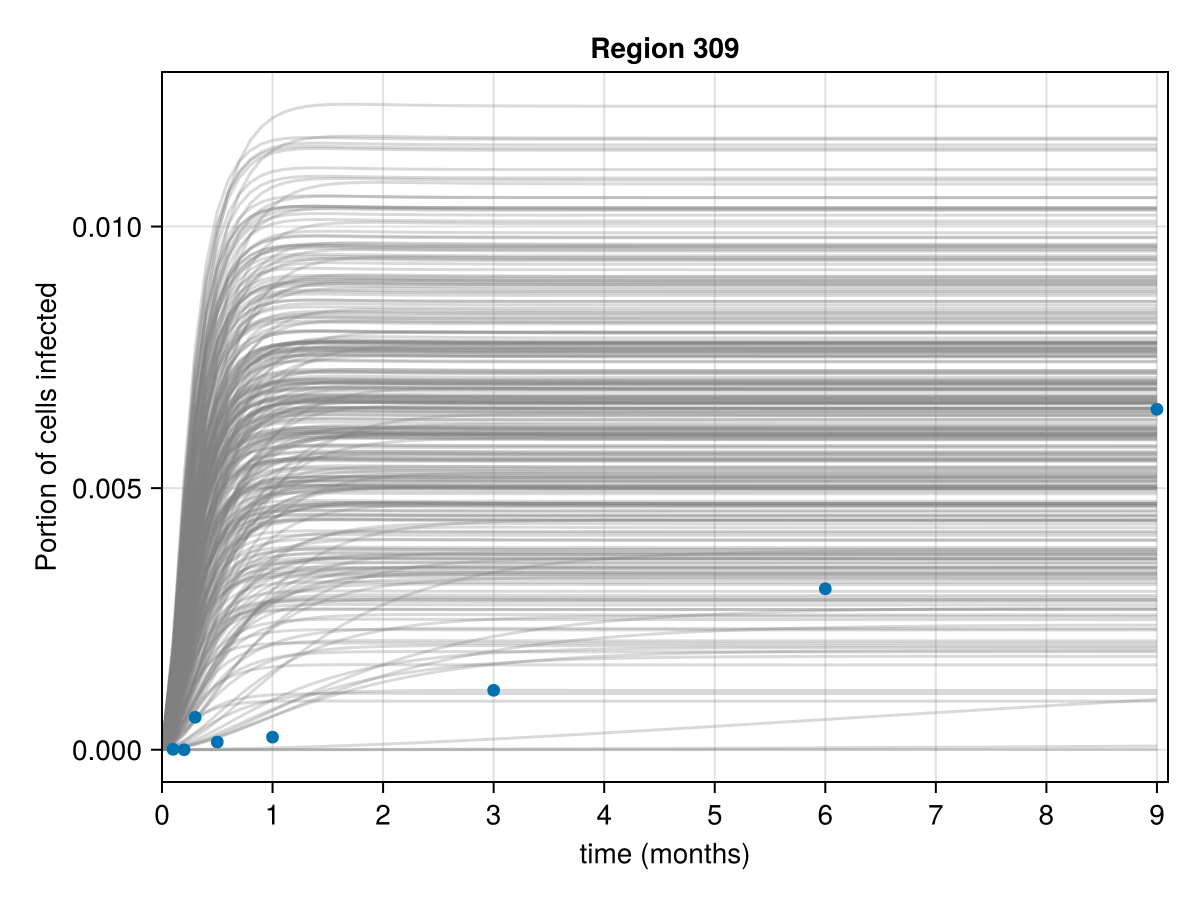 Region 309
Portion of cells infected
0.010
0.005
0.000
0 1 2 3 4 5 6 7 8 9
time (months)